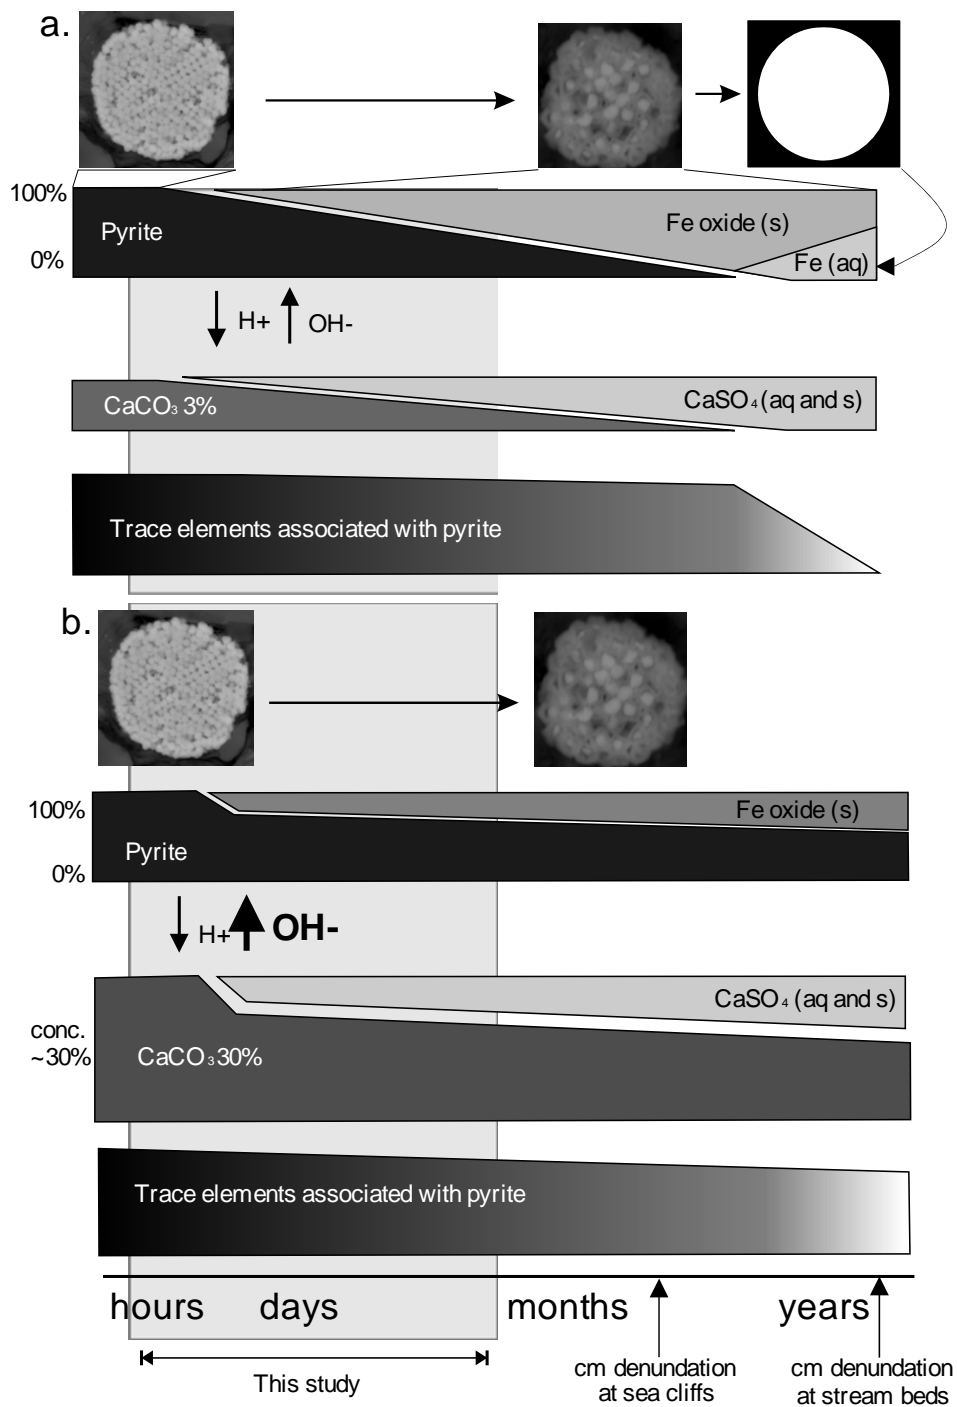 a.
100%
Pyrite
Fe oxide (s)
0%
Fe (aq)
H+
OH-
CaCO₃ 3%
CaSO₄ (aq and s)
Trace elements associated with pyrite
b.
100%
Fe oxide (s)
Pyrite
0%
H+
OH-
CaSO₄ (aq and s)
conc.
~30%
CaCO₃ 30%
Trace elements associated with pyrite
hours
days
months
years
This study
cm denundation
at sea cliffs
cm denundation
at stream beds